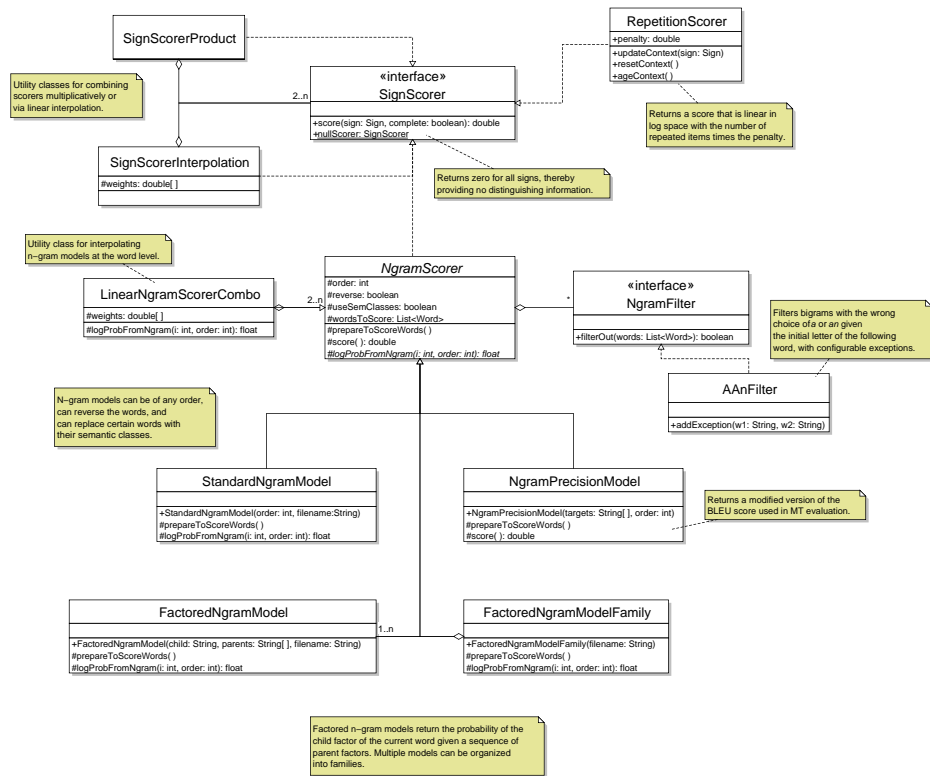 SignScorerProduct
RepetitionScorer
+penalty: double
+updateContext(sign: Sign)
+resetContext( )
+ageContext( )
Utility classes for combining
scorers multiplicatively or
via linear interpolation.
«interface»
SignScorer
2..n
+score(sign: Sign, complete: boolean): double
+nullScorer: SignScorer
Returns a score that is linear in
log space with the number of
repeated items times the penalty.
SignScorerInterpolation
#weights: double[ ]
Returns zero for all signs, thereby
providing no distinguishing information.
Utility class for interpolating
n−gram models at the word level.
LinearNgramScorerCombo
#weights: double[ ]
#logProbFromNgram(i: int, order: int): float
2..n
NgramScorer
#order: int
#reverse: boolean
#useSemClasses: boolean
#wordsToScore: List<Word>
#prepareToScoreWords( )
#score( ): double
#logProbFromNgram(i: int, order: int): float
*
«interface»
NgramFilter
+filterOut(words: List<Word>): boolean
Filters bigrams with the wrong
choice of a or an given
the initial letter of the following
word, with configurable exceptions.
AAnFilter
+addException(w1: String, w2: String)
N−gram models can be of any order,
can reverse the words, and
can replace certain words with
their semantic classes.
StandardNgramModel
+StandardNgramModel(order: int, filename:String)
#prepareToScoreWords( )
#logProbFromNgram(i: int, order: int): float
NgramPrecisionModel
+NgramPrecisionModel(targets: String[ ], order: int)
#prepareToScoreWords( )
#score( ): double
Returns a modified version of the
BLEU score used in MT evaluation.
FactoredNgramModel
+FactoredNgramModel(child: String, parents: String[ ], filename: String)
#prepareToScoreWords( )
#logProbFromNgram(i: int, order: int): float
1..n
FactoredNgramModelFamily
+FactoredNgramModelFamily(filename: String)
#prepareToScoreWords( )
#logProbFromNgram(i: int, order: int): float
Factored n−gram models return the probability of the
child factor of the current word given a sequence of
parent factors. Multiple models can be organized
into families.